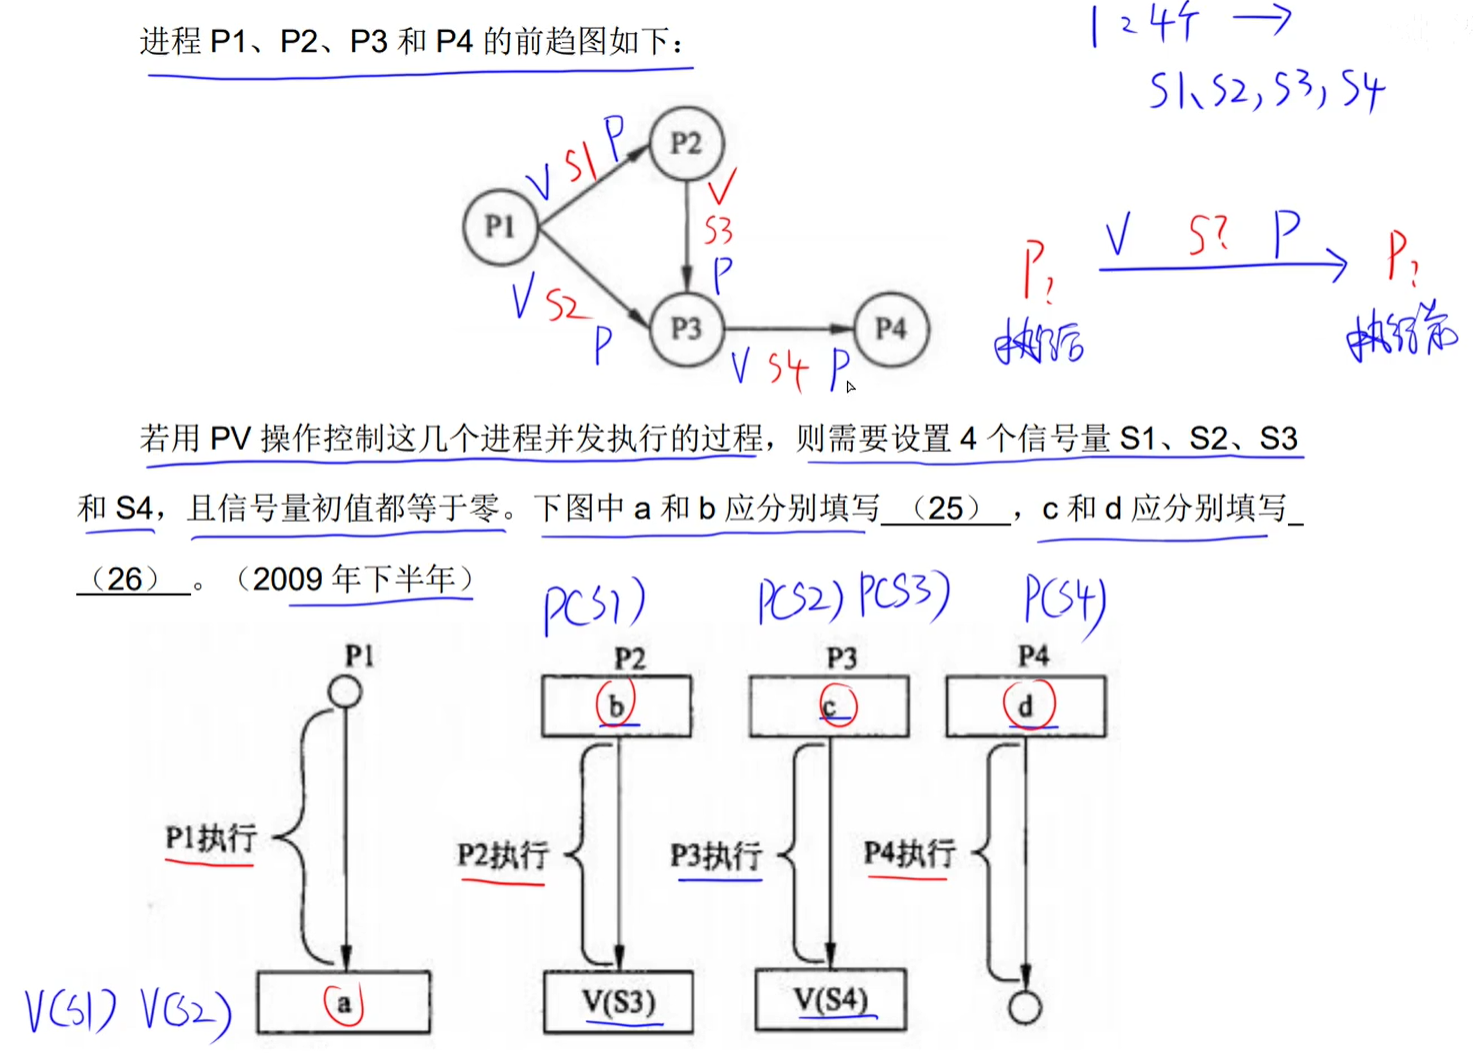 进程 P1、P2、P3 和 P4 的前趋图如下：
4个 →
S1、S2, S3, S4
P1
P2
P3
P4
V S1 P
V S2 P
V S3 P
V S4 P
P? V S? P P?
执行后 执行前
若用 PV 操作控制这几个进程并发执行的过程，则需要设置 4 个信号量 S1、S2、S3
和 S4，且信号量初值都等于零。下图中 a 和 b 应分别填写 （25） ，c 和 d 应分别填写
（26） 。（2009 年下半年）
P(S1) P(S2) P(S3) P(S4)
P1 P2 P3 P4
b c d
P1执行 P2执行 P3执行 P4执行
V(S1) V(S2) a V(S3) V(S4)